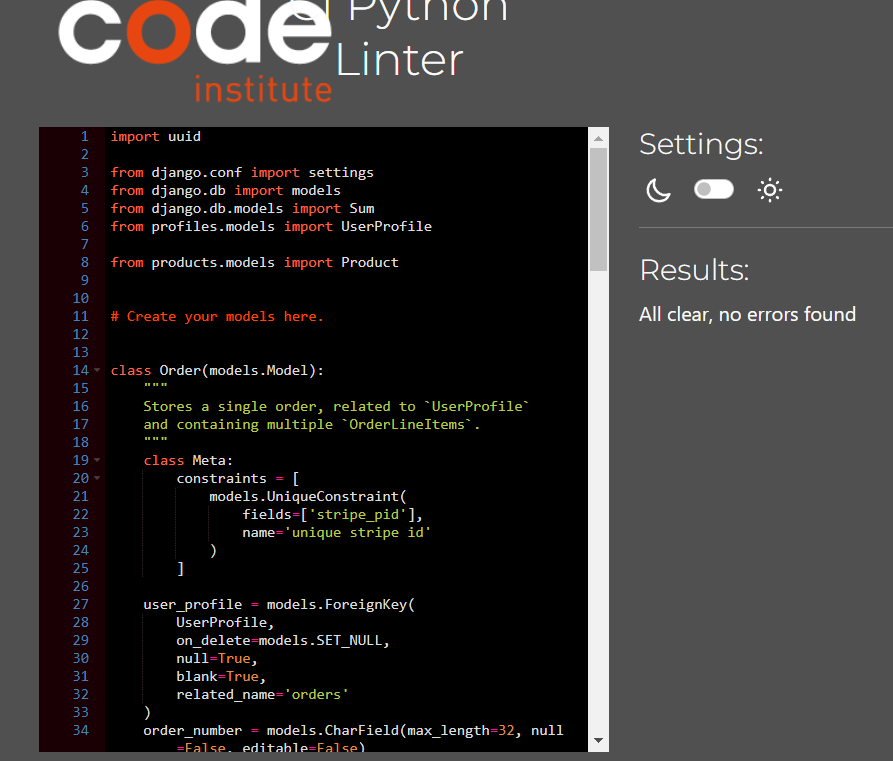 code
institute
CI Python
Linter
1 import uuid
2
3 from django.conf import settings
4 from django.db import models
5 from django.db.models import Sum
6 from profiles.models import UserProfile
7
8 from products.models import Product
9
10
11 # Create your models here.
12
13
14 class Order(models.Model):
15     """
16     Stores a single order, related to `UserProfile`
17     and containing multiple `OrderLineItems`.
18     """
19     class Meta:
20         constraints = [
21             models.UniqueConstraint(
22                 fields=['stripe_pid'],
23                 name='unique stripe id'
24             )
25         ]
26
27     user_profile = models.ForeignKey(
28         UserProfile,
29         on_delete=models.SET_NULL,
30         null=True,
31         blank=True,
32         related_name='orders'
33     )
34     order_number = models.CharField(max_length=32, null
=False, editable=False)
Settings:
Results:
All clear, no errors found